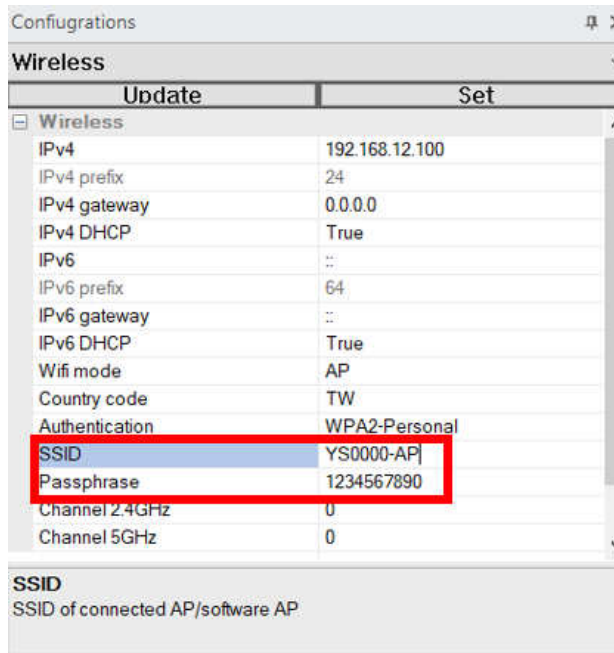 Confiugrations
Wireless
Update Set
Wireless
IPv4 192.168.12.100
IPv4 prefix 24
IPv4 gateway 0.0.0.0
IPv4 DHCP True
IPv6 ::
IPv6 prefix 64
IPv6 gateway ::
IPv6 DHCP True
Wifi mode AP
Country code TW
Authentication WPA2-Personal
SSID YS0000-AP
Passphrase 1234567890
Channel 2.4GHz 0
Channel 5GHz 0
SSID
SSID of connected AP/software AP